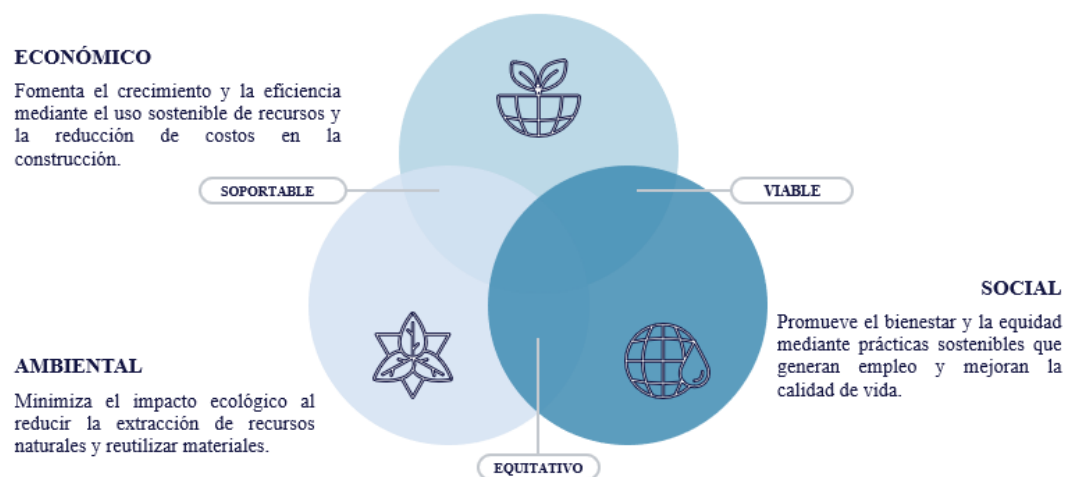 ECONÓMICO
Fomenta el crecimiento y la eficiencia
mediante el uso sostenible de recursos y
la reducción de costos en la
construcción.
SOPORTABLE
VIABLE
SOCIAL
Promueve el bienestar y la equidad
mediante prácticas sostenibles que
generan empleo y mejoran la
calidad de vida.
AMBIENTAL
Minimiza el impacto ecológico al
reducir la extracción de recursos
naturales y reutilizar materiales.
EQUITATIVO